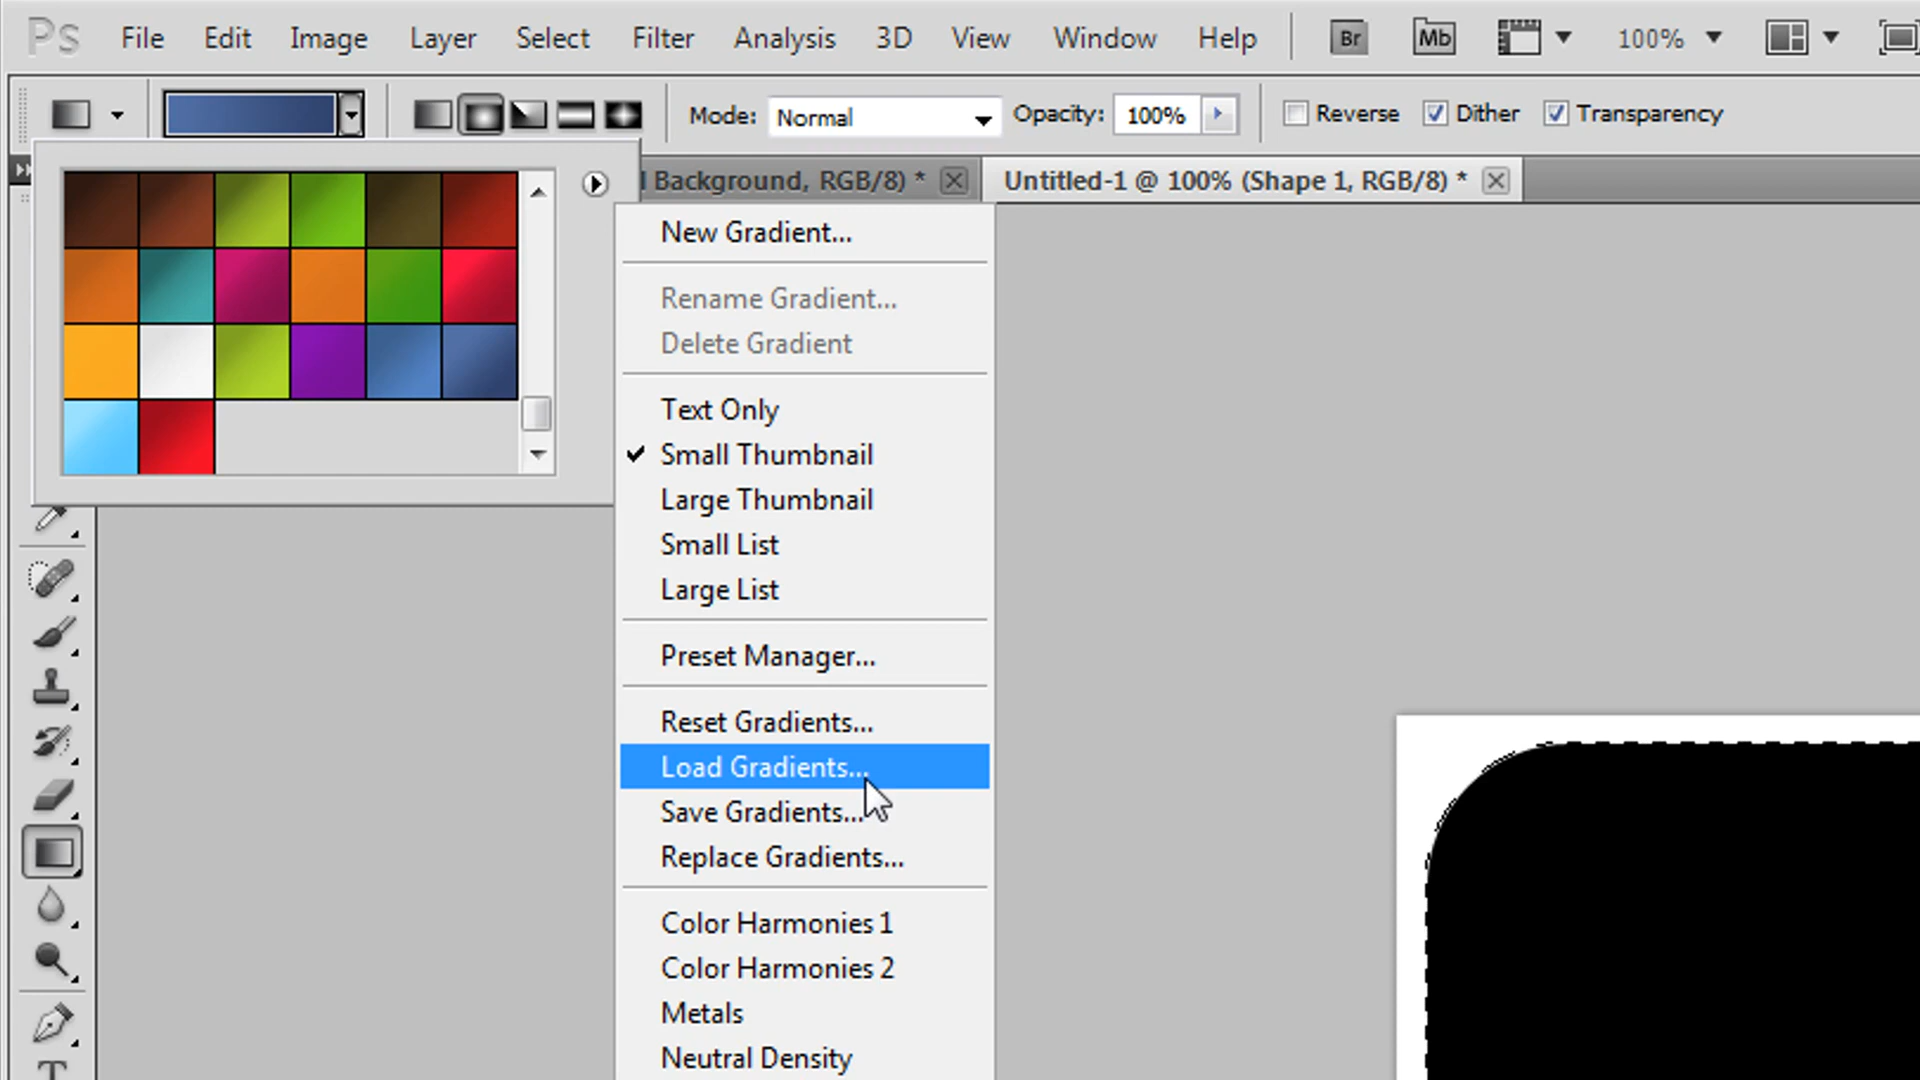 Ps File Edit Image Layer Select Filter Analysis 3D View Window Help Br Mb 100%
Mode: Normal Opacity: 100% Reverse Dither Transparency
Background, RGB/8) * Untitled-1 @ 100% (Shape 1, RGB/8) *
New Gradient...
Rename Gradient...
Delete Gradient
Text Only
Small Thumbnail
Large Thumbnail
Small List
Large List
Preset Manager...
Reset Gradients...
Load Gradients...
Save Gradients...
Replace Gradients...
Color Harmonies 1
Color Harmonies 2
Metals
Neutral Density